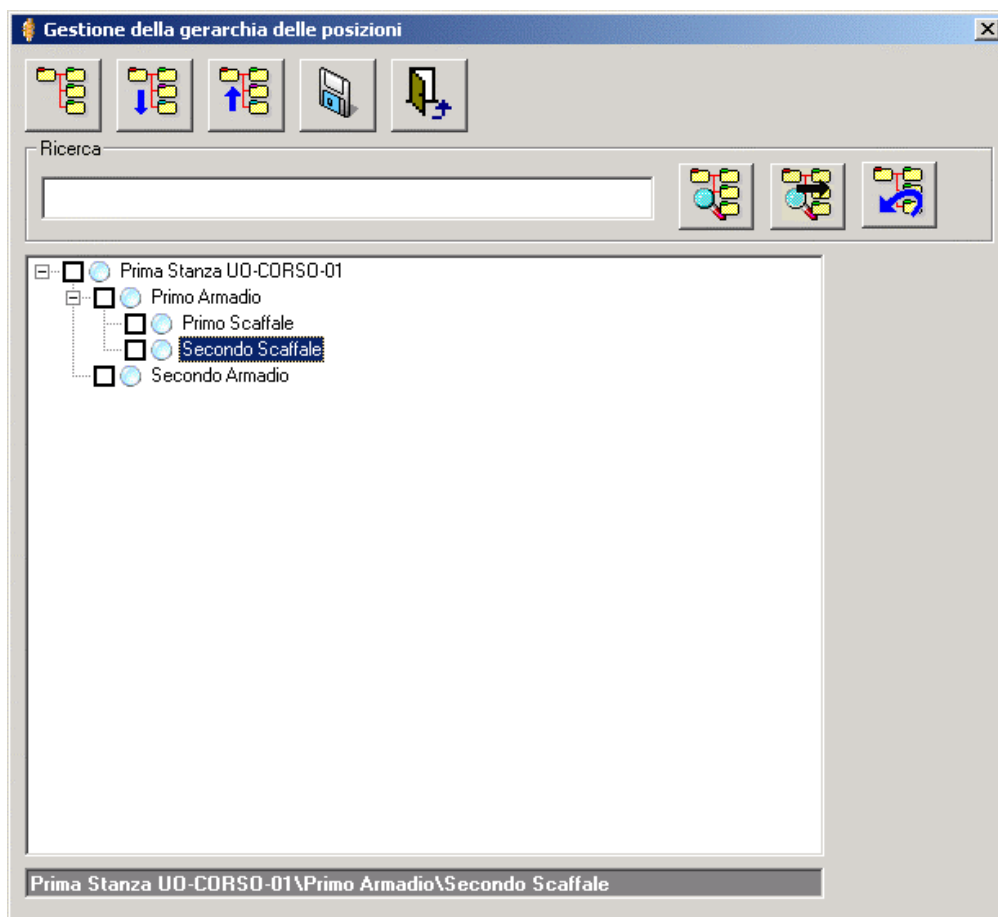 Gestione della gerarchia delle posizioni
Ricerca
Prima Stanza UO-CORSO-01
Primo Armadio
Primo Scaffale
Secondo Scaffale
Secondo Armadio
Prima Stanza UO-CORSO-01\Primo Armadio\Secondo Scaffale